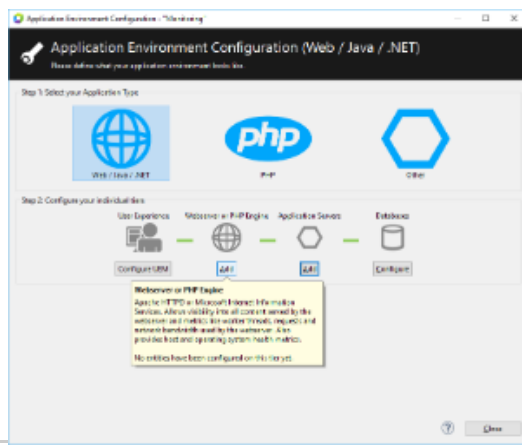 Application Environment Configuration - "Monitoring"
Application Environment Configuration (Web / Java / .NET)
Please define what your application environment looks like.
Step 1: Select your Application Type
php
Web / Java / .NET
PHP
Other
Step 2: Configure your individual tiers
User Experience
Webserver or PHP Engine
Application Servers
Databases
Configure UEM
Add
Add
Configure
Webserver or PHP Engine
Apache HTTPD or Microsoft Internet Information
Services. Allows visibility into all content served by the
webserver and metrics like worker threads, requests and
network bandwidth used by the webserver. Also
provides host and operating system health metrics.
No entities have been configured on this tier yet
?
Close